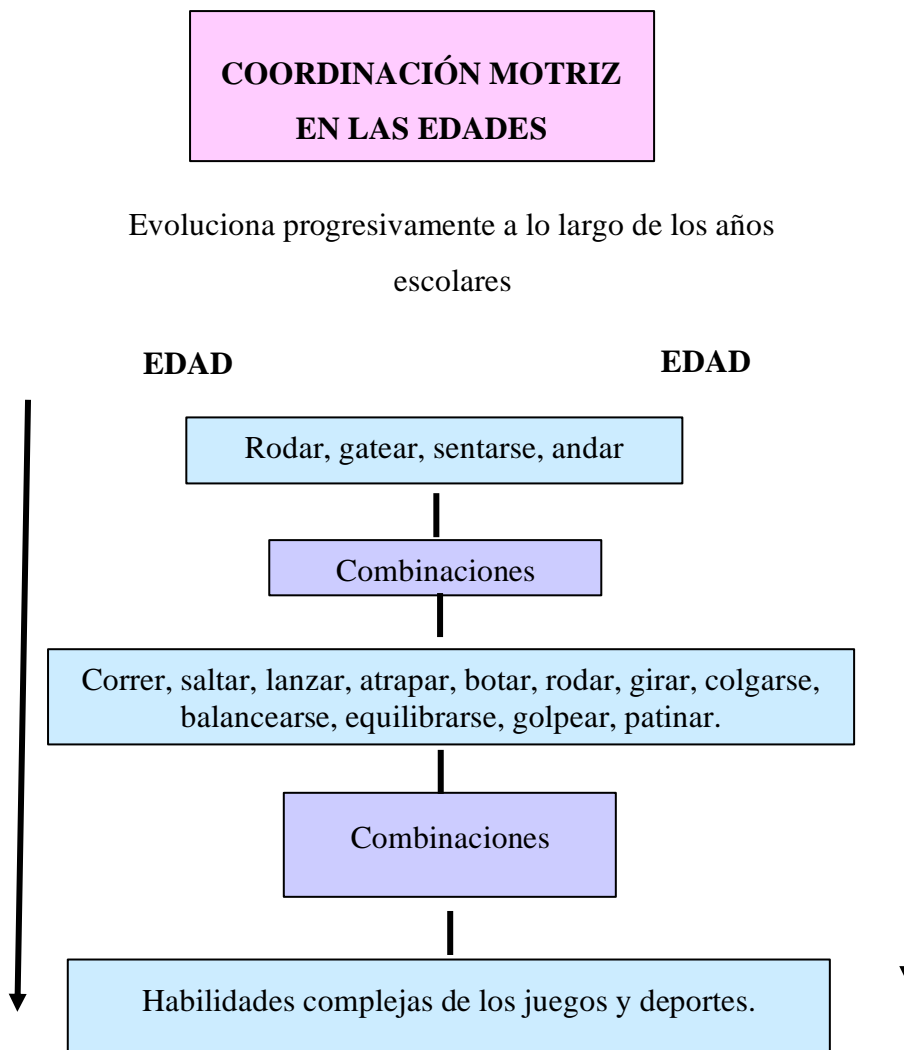 COORDINACIÓN MOTRIZ
EN LAS EDADES
Evoluciona progresivamente a lo largo de los años
escolares
EDAD
EDAD
Rodar, gatear, sentarse, andar
Combinaciones
Correr, saltar, lanzar, atrapar, botar, rodar, girar, colgarse,
balancearse, equilibrarse, golpear, patinar.
Combinaciones
Habilidades complejas de los juegos y deportes.